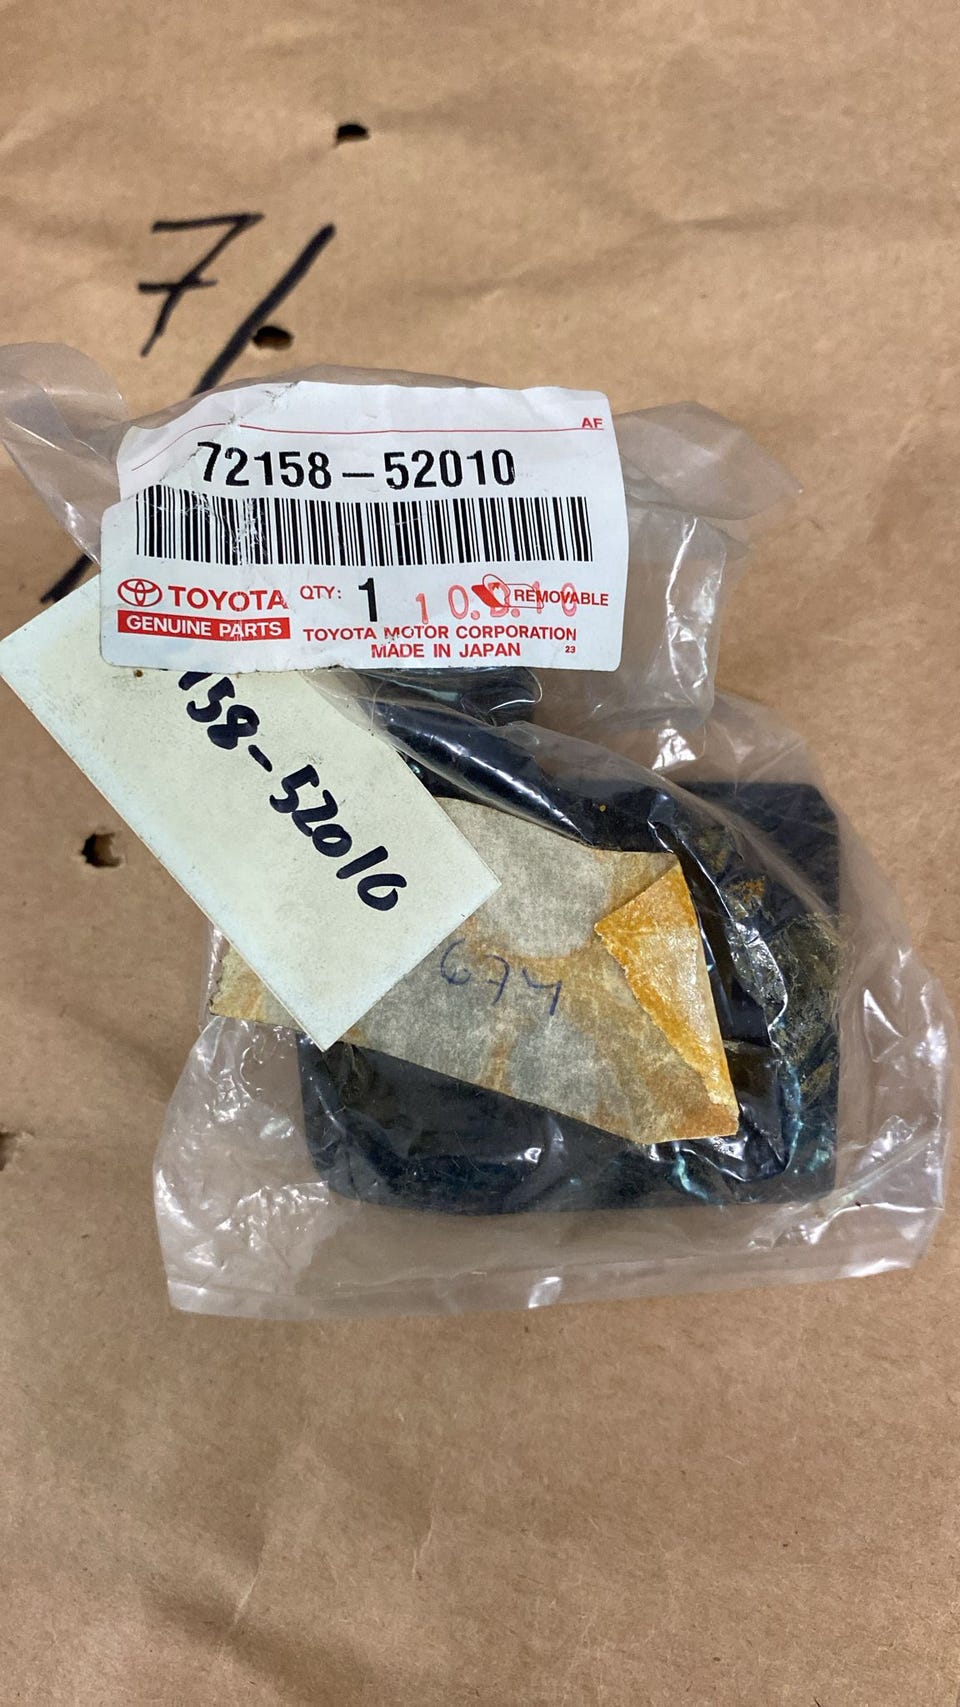 7/
AF
72158-52010
TOYOTA
GENUINE PARTS
QTY: 1
REMOVABLE
TOYOTA MOTOR CORPORATION
MADE IN JAPAN
23
158-52010
674